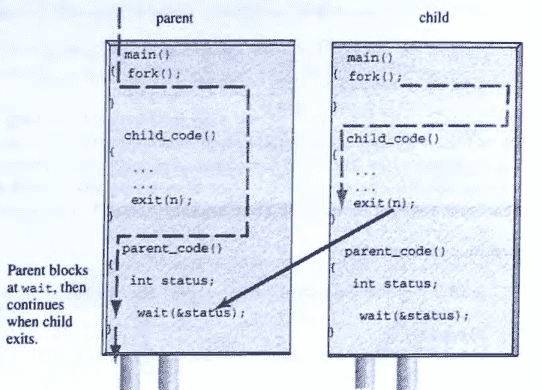 parent
main()
{ fork();
}
child_code()
{
...
...
exit(n);
}
parent_code()
{
int status;
wait(&status);
}
child
main()
{ fork();
}
child_code()
{
...
...
exit(n);
}
parent_code()
{
int status;
wait(&status);
}
Parent blocks
at wait, then
continues
when child
exits.